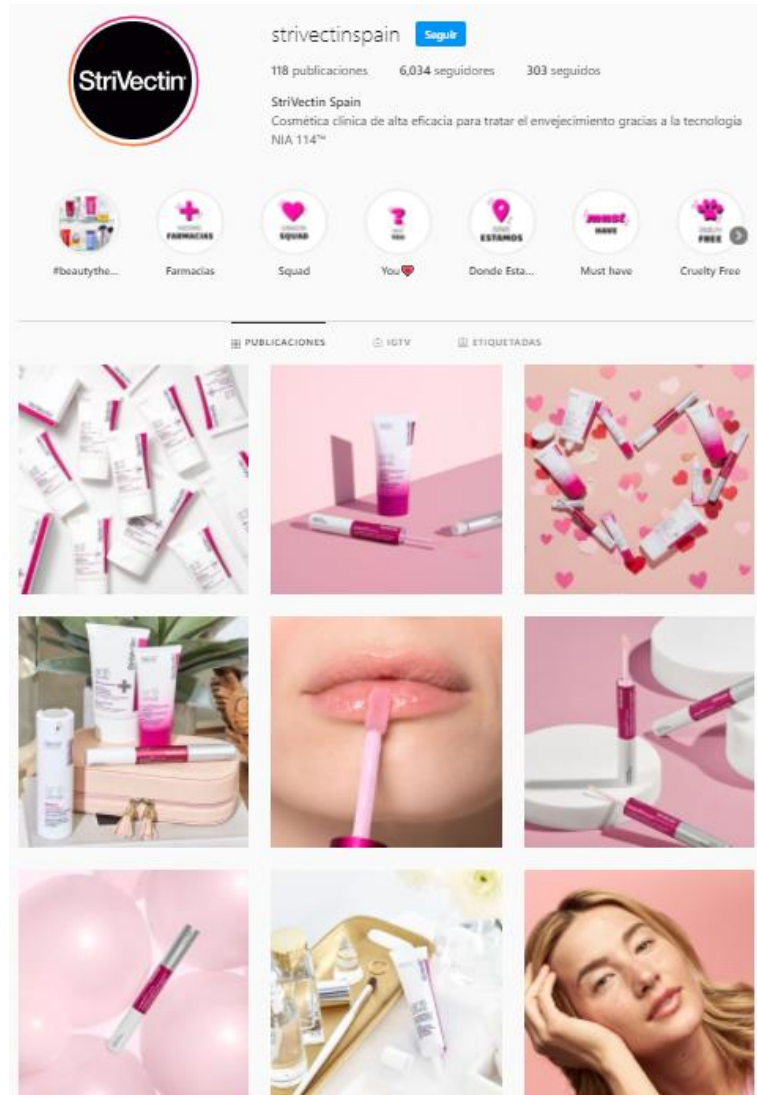 StriVectin
strivectinspain Seguir
118 publicaciones 6,034 seguidores 303 seguidos
StriVectin Spain
Cosmética clínica de alta eficacia para tratar el envejecimiento gracias a la tecnología
NIA 114™
FARMACIAS
SQUAD
YOU
ESTAMOS
must
HAVE
FREE
#beautythe...
Farmacias
Squad
You
Donde Esta...
Must have
Cruelty Free
PUBLICACIONES IGTV ETIQUETADAS